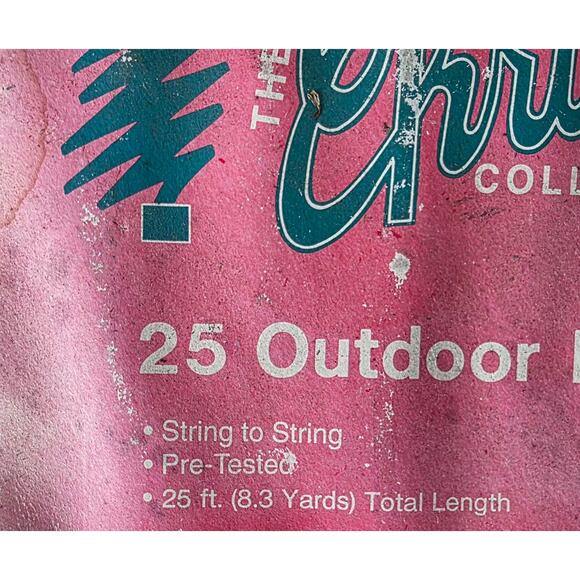 THE
Chri
COLL
25 Outdoor
• String to String
• Pre-Tested
• 25 ft. (8.3 Yards) Total Length